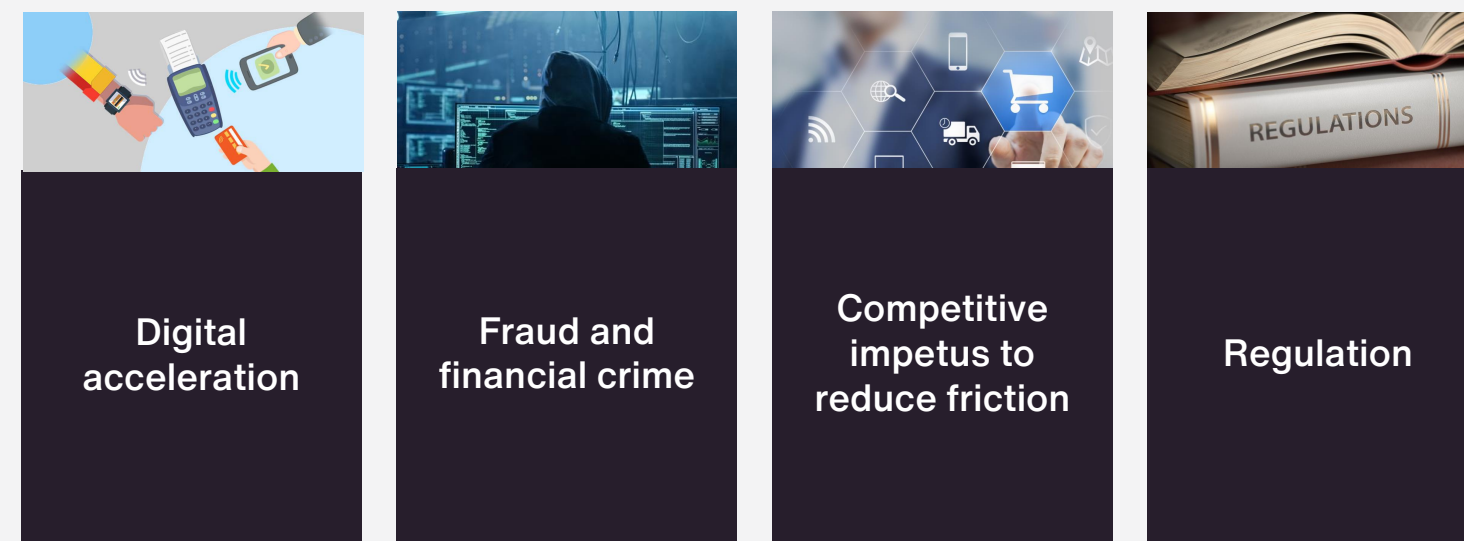 REGULATIONS
Digital
acceleration
Fraud and
financial crime
Competitive
impetus to
reduce friction
Regulation